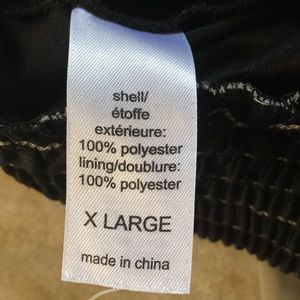 shell/
étoffe
extérieure:
100% polyester
lining/doublure:
100% polyester
X LARGE
made in china